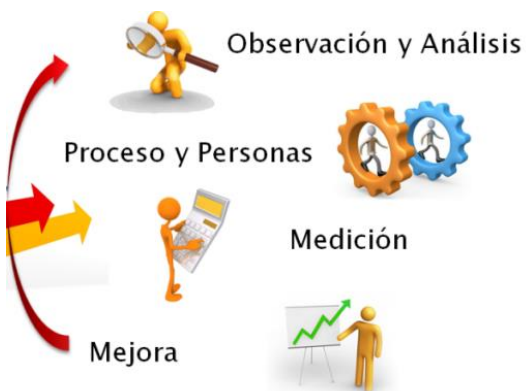 Observación y Análisis
Proceso y Personas
Medición
Mejora